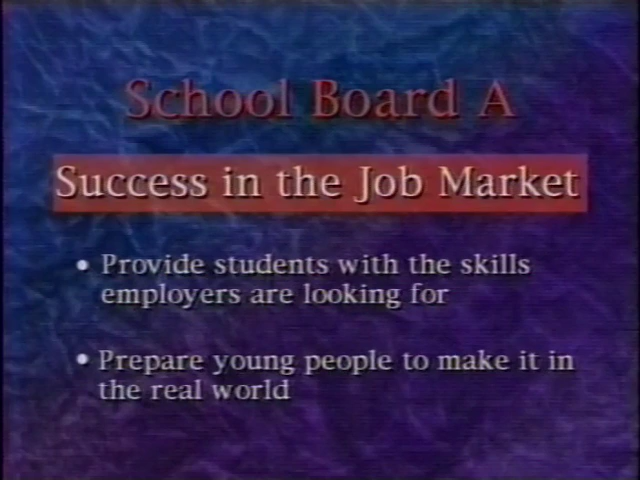 School Board A
Success in the Job Market
• Provide students with the skills
employers are looking for
• Prepare young people to make it in
the real world